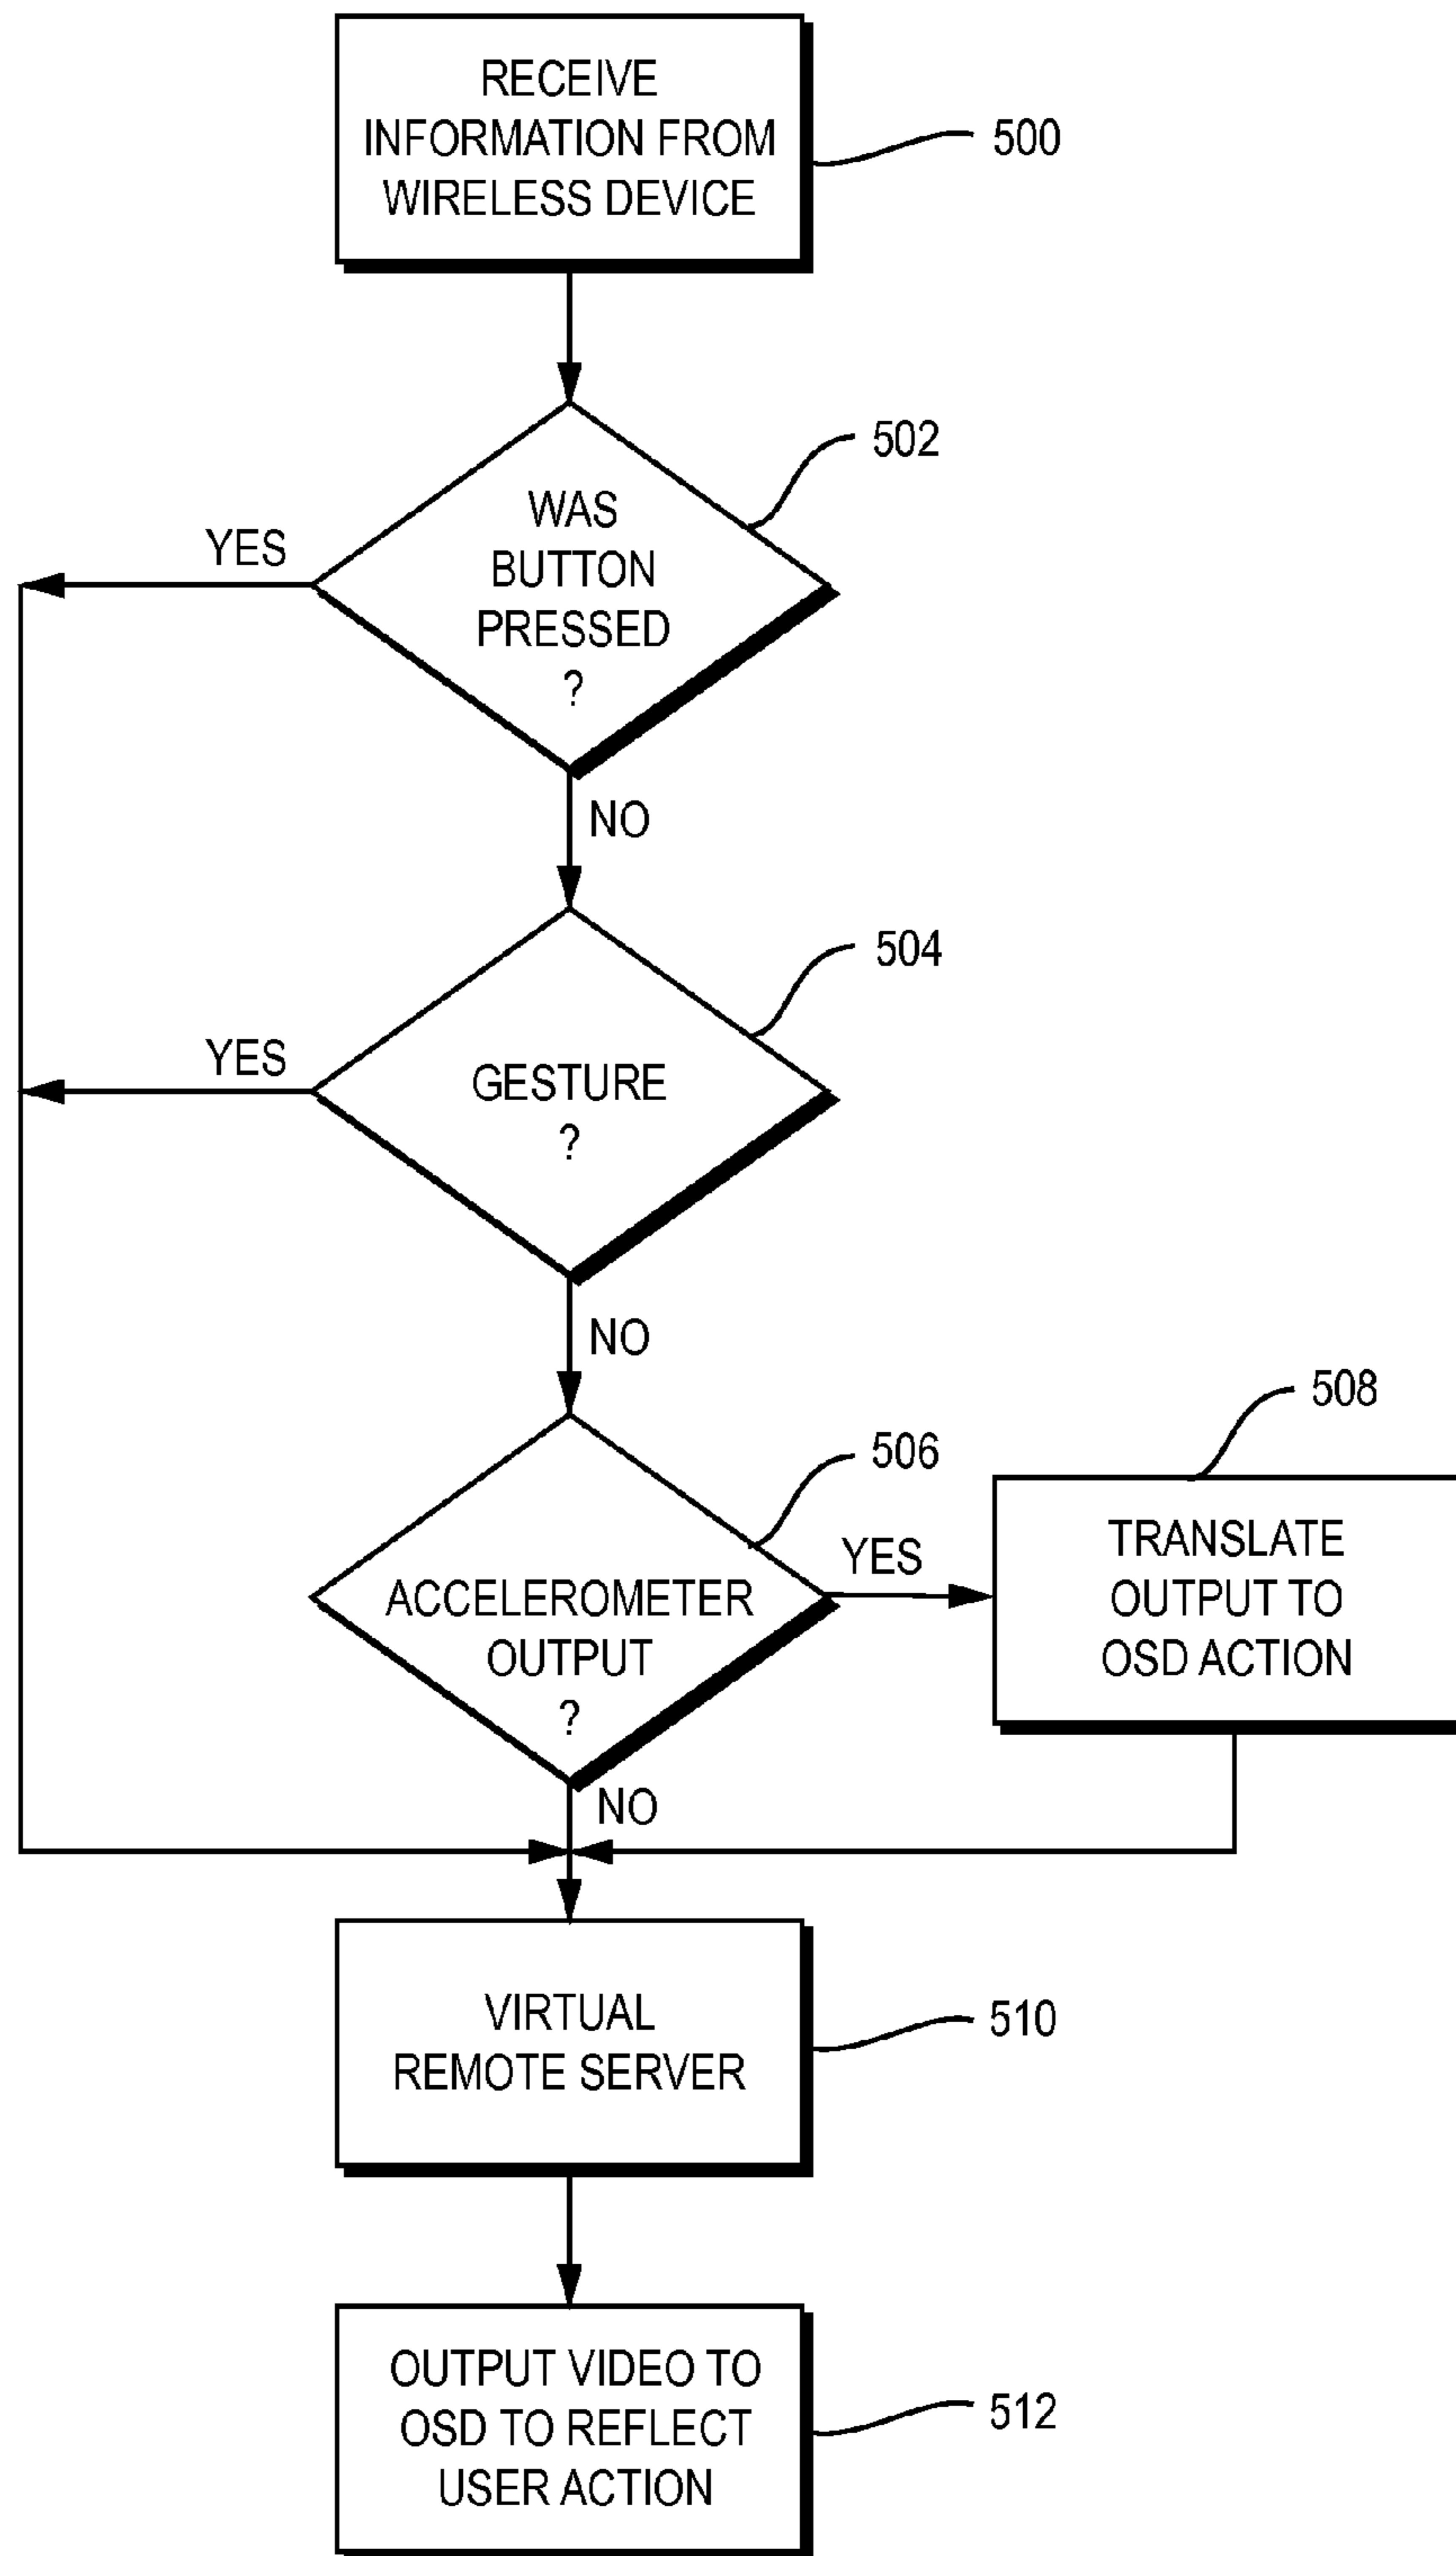 RECEIVE
INFORMATION FROM
WIRELESS DEVICE
500
502
WAS
BUTTON
PRESSED
?
YES
NO
504
GESTURE
?
YES
NO
506
ACCELEROMETER
OUTPUT
?
YES
NO
508
TRANSLATE
OUTPUT TO
OSD ACTION
VIRTUAL
REMOTE SERVER
510
OUTPUT VIDEO TO
OSD TO REFLECT
USER ACTION
512